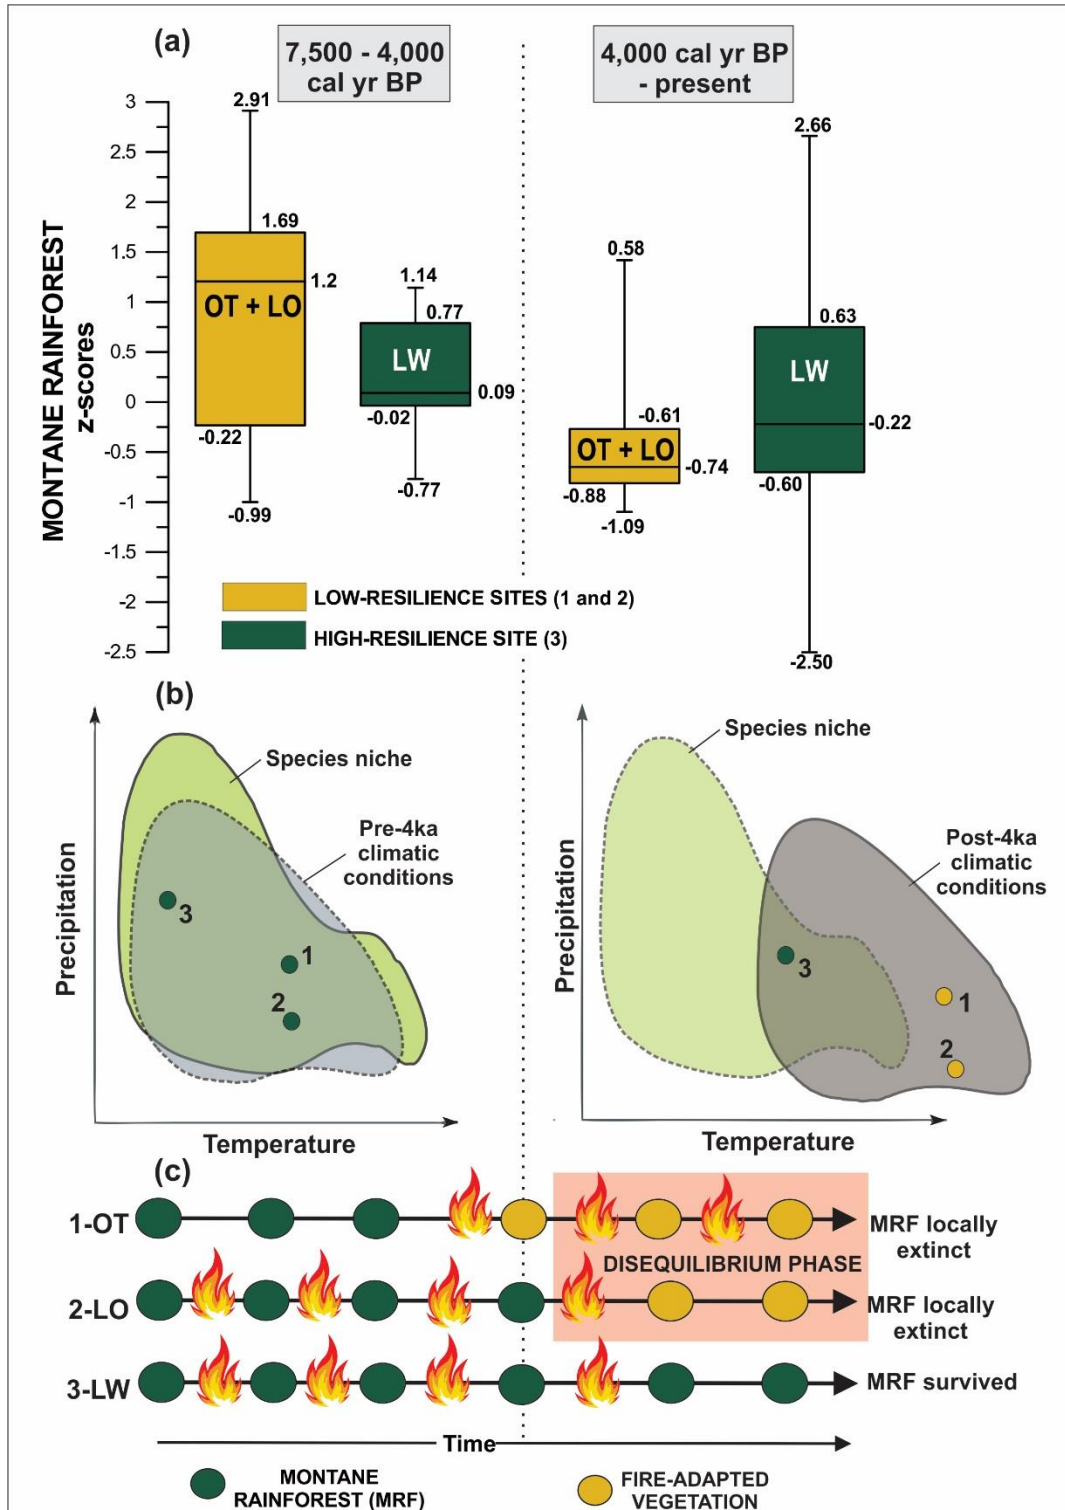 (a)
7,500 - 4,000
cal yr BP
4,000 cal yr BP
- present
MONTANE RAINFOREST
z-scores
3
2.5
2
1.5
1
0.5
0
-0.5
-1
-1.5
-2
-2.5
2.91
1.69
1.2
OT + LO
-0.22
-0.99
1.14
0.77
LW
0.09
-0.02
-0.77
0.58
-0.61
OT + LO
-0.74
-0.88
-1.09
2.66
0.63
LW
-0.22
-0.60
-2.50
LOW-RESILIENCE SITES (1 and 2)
HIGH-RESILIENCE SITE (3)
(b)
Species niche
Pre-4ka
climatic
conditions
3
1
2
Precipitation
Temperature
Species niche
Post-4ka
climatic
conditions
3
1
2
Precipitation
Temperature
(c)
1-OT
MRF locally
extinct
DISEQUILIBRIUM PHASE
2-LO
MRF locally
extinct
3-LW
MRF survived
Time
MONTANE
RAINFOREST (MRF)
FIRE-ADAPTED
VEGETATION